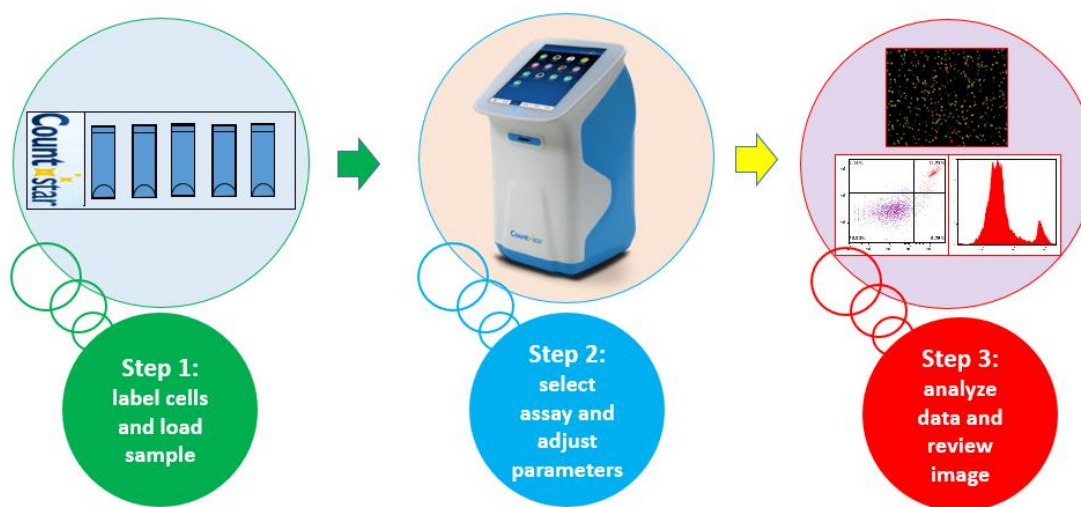 Countstar
Countstar
Step 1:
label cells
and load
sample
Step 2:
select
assay and
adjust
parameters
Step 3:
analyze
data and
review
image